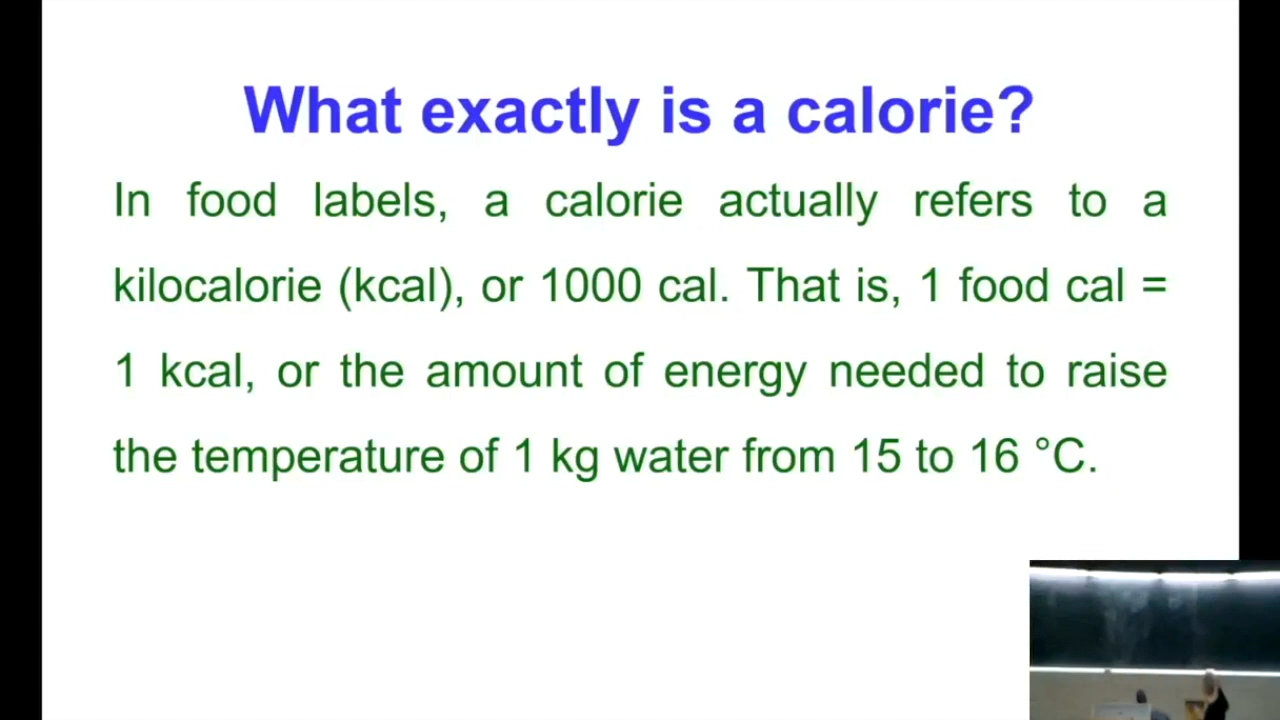 What exactly is a calorie?
In food labels, a calorie actually refers to a
kilocalorie (kcal), or 1000 cal. That is, 1 food cal =
1 kcal, or the amount of energy needed to raise
the temperature of 1 kg water from 15 to 16 °C.